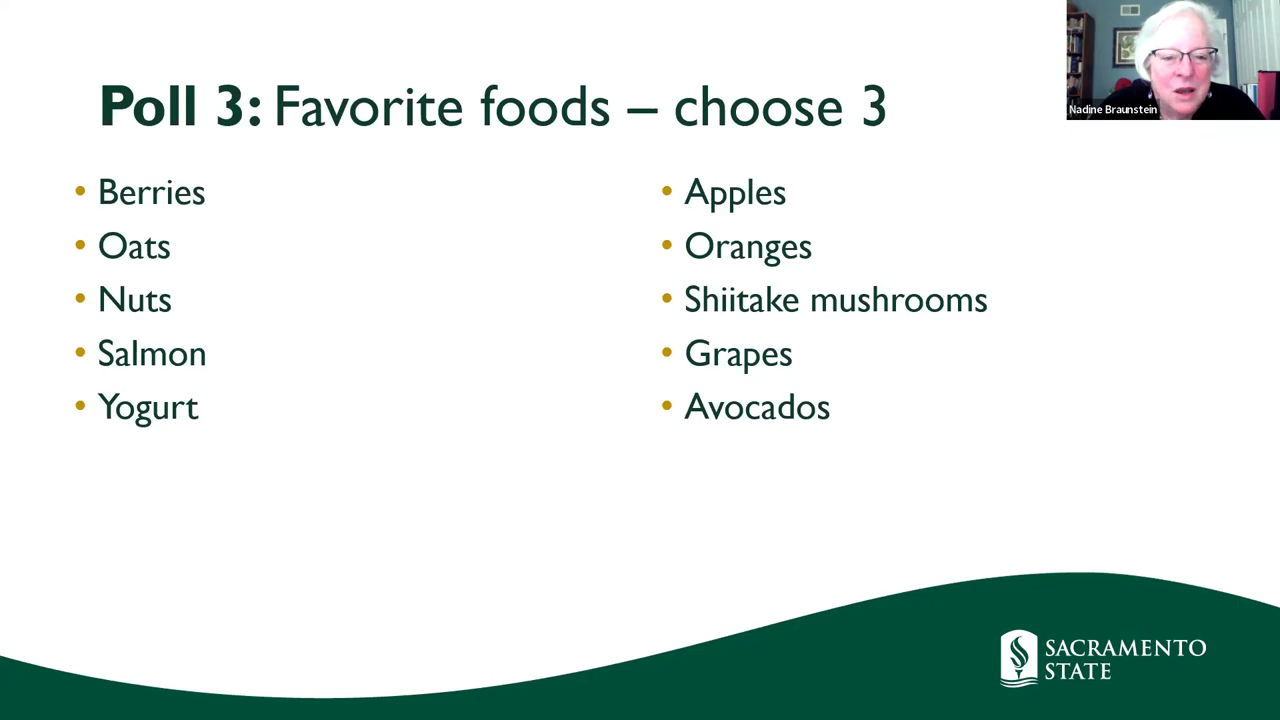 Poll 3: Favorite foods – choose 3
Nadine Braunstein
• Berries
• Oats
• Nuts
• Salmon
• Yogurt
• Apples
• Oranges
• Shiitake mushrooms
• Grapes
• Avocados
SACRAMENTO
STATE